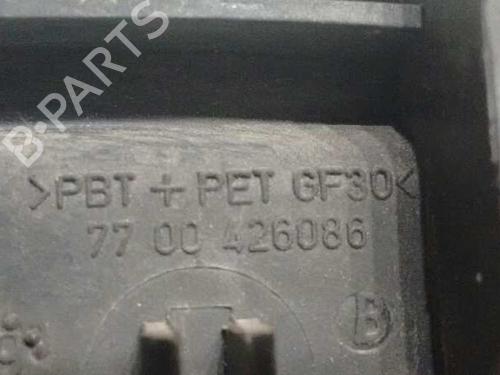 B-PARTS
>PBT + PET GF30<
77 00 426086
B